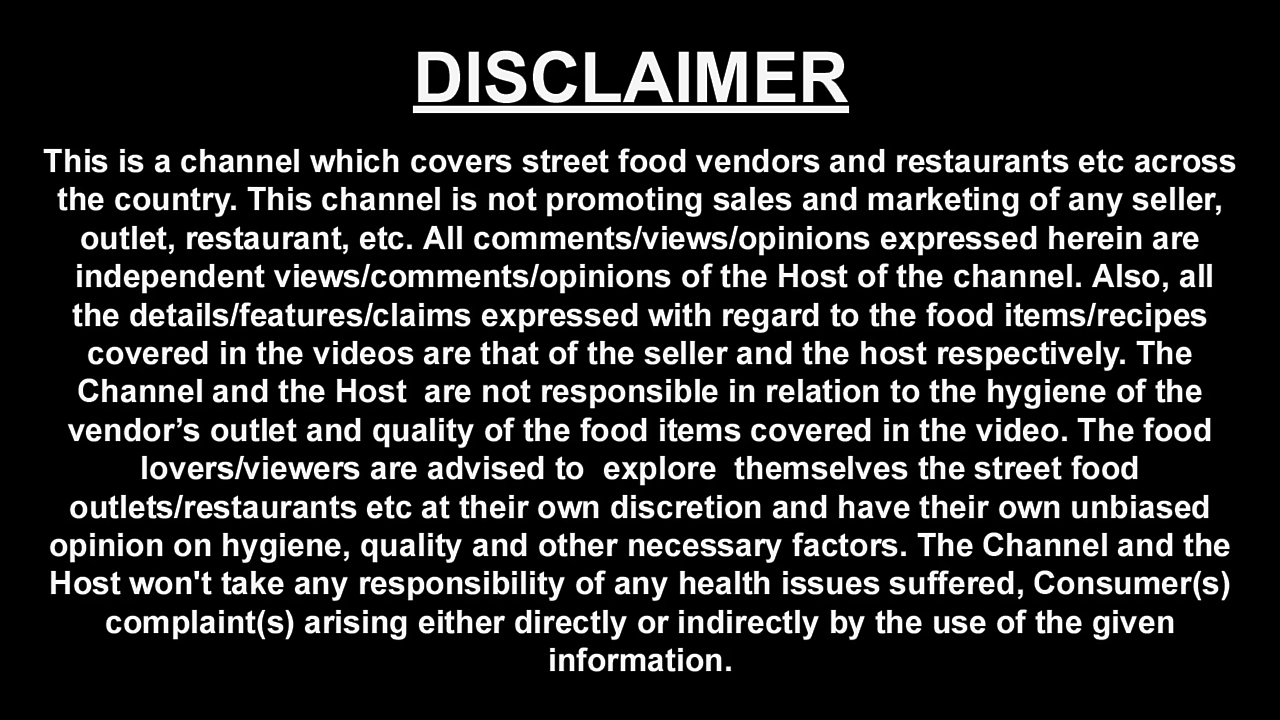 DISCLAIMER
This is a channel which covers street food vendors and restaurants etc across
the country. This channel is not promoting sales and marketing of any seller,
outlet, restaurant, etc. All comments/views/opinions expressed herein are
independent views/comments/opinions of the Host of the channel. Also, all
the details/features/claims expressed with regard to the food items/recipes
covered in the videos are that of the seller and the host respectively. The
Channel and the Host  are not responsible in relation to the hygiene of the
vendor’s outlet and quality of the food items covered in the video. The food
lovers/viewers are advised to  explore  themselves the street food
outlets/restaurants etc at their own discretion and have their own unbiased
opinion on hygiene, quality and other necessary factors. The Channel and the
Host won't take any responsibility of any health issues suffered, Consumer(s)
complaint(s) arising either directly or indirectly by the use of the given
information.